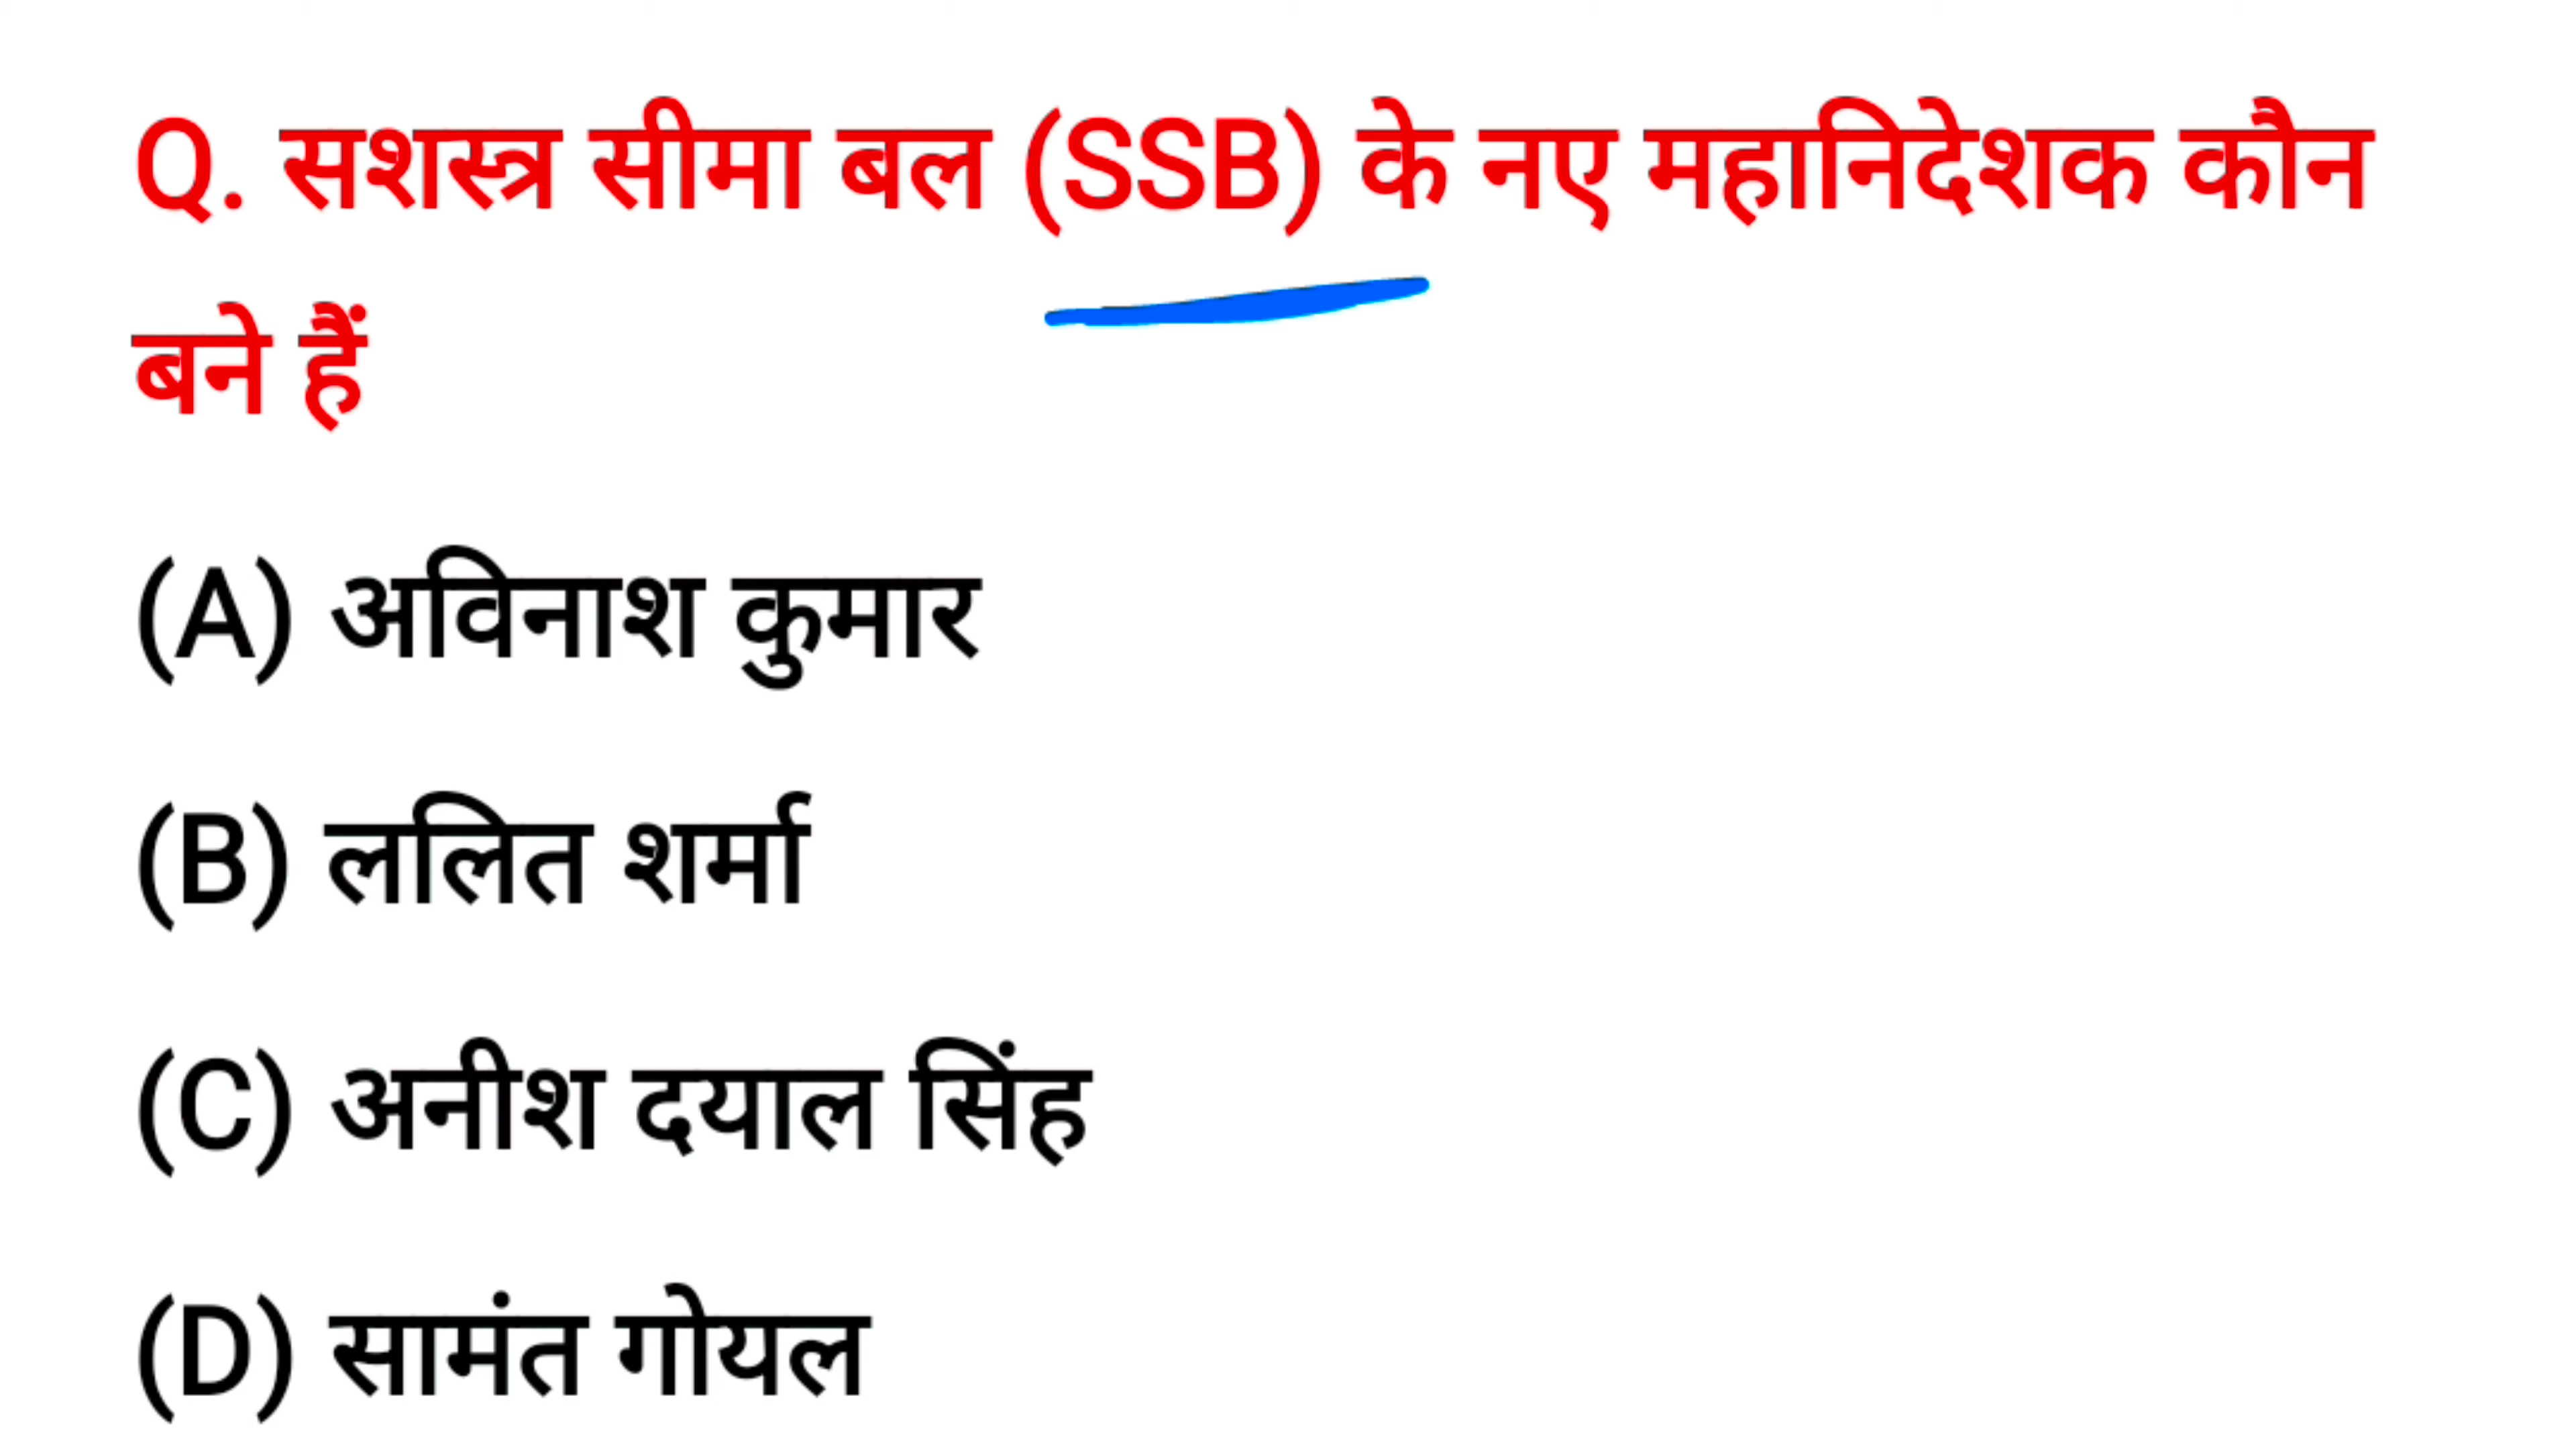 Q. सशस्त्र सीमा बल (SSB) के नए महानिदेशक कौन
बने हैं
(A) अविनाश कुमार
(B) ललित शर्मा
(C) अनीश दयाल सिंह
(D) सामंत गोयल